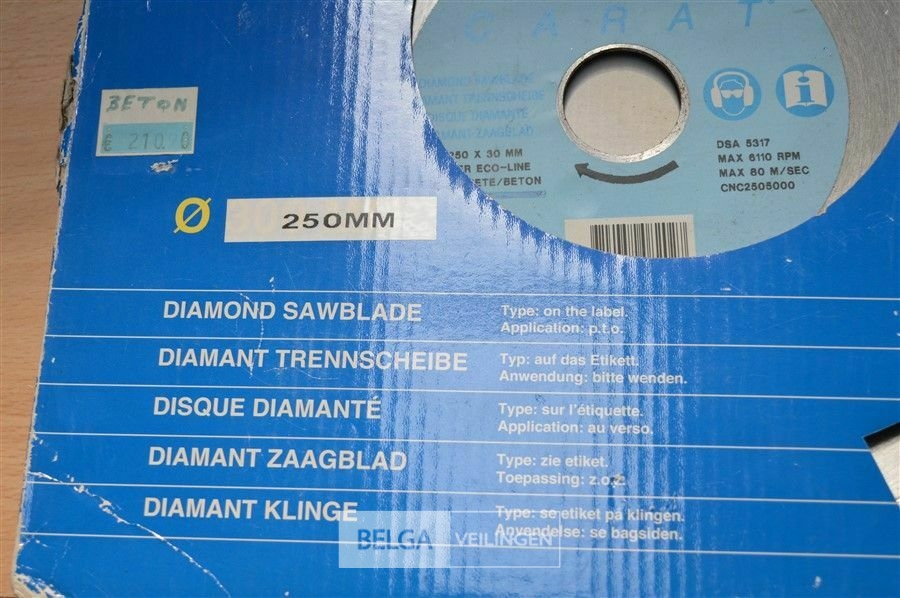 CARAT
DIAMOND SAWBLADE
DIAMANT TRENNSCHEIBE
DISQUE DIAMANTÉ
DIAMANT-ZAAGBLAD
250 X 30 MM
ECO-LINE
/BETON
DSA 5317
MAX 6110 RPM
MAX 80 M/SEC
CNC2505000
BETON
€ 210.00
Ø 250MM
DIAMOND SAWBLADE
Type: on the label.
Application: p.t.o.
DIAMANT TRENNSCHEIBE
Typ: auf das Etikett.
Anwendung: bitte wenden.
DISQUE DIAMANTÉ
Type: sur l'étiquette.
Application: au verso.
DIAMANT ZAAGBLAD
Type: zie etiket.
Toepassing: z.o.z.
DIAMANT KLINGE
Type: se etiket på klingen.
Anvendelse: se bagsiden.
BELGA VEILINGEN